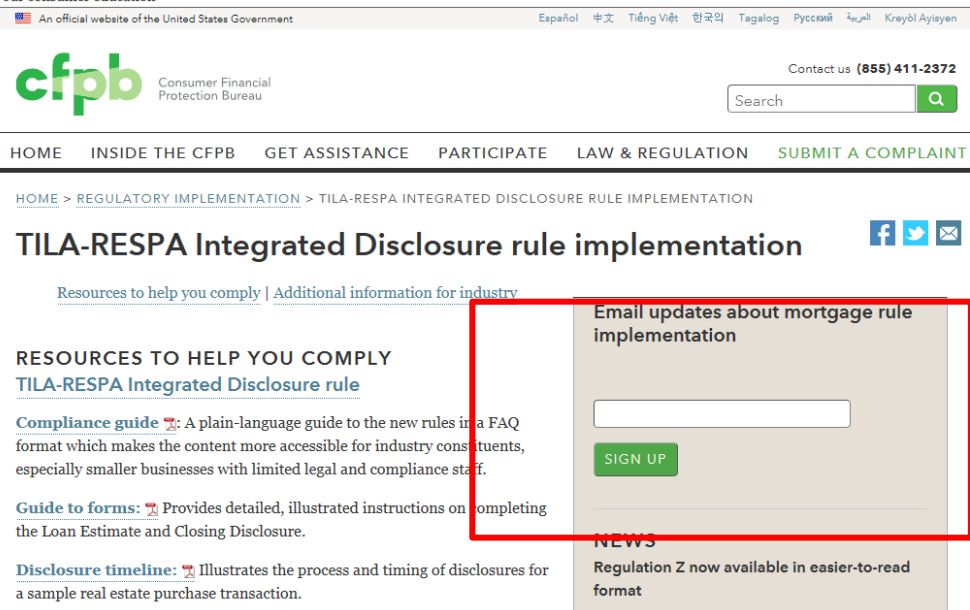 An official website of the United States Government
Español 中文 Tiếng Việt 한국의 Tagalog Русский العربية Kreyòl Ayisyen
cfpb
Consumer Financial
Protection Bureau
Contact us (855) 411-2372
Search
HOME INSIDE THE CFPB GET ASSISTANCE PARTICIPATE LAW & REGULATION SUBMIT A COMPLAINT
HOME > REGULATORY IMPLEMENTATION > TILA-RESPA INTEGRATED DISCLOSURE RULE IMPLEMENTATION
TILA-RESPA Integrated Disclosure rule implementation
Resources to help you comply | Additional information for industry
RESOURCES TO HELP YOU COMPLY
TILA-RESPA Integrated Disclosure rule
Compliance guide : A plain-language guide to the new rules in a FAQ
format which makes the content more accessible for industry constituents,
especially smaller businesses with limited legal and compliance staff.
Guide to forms: Provides detailed, illustrated instructions on completing
the Loan Estimate and Closing Disclosure.
Disclosure timeline: Illustrates the process and timing of disclosures for
a sample real estate purchase transaction.
Email updates about mortgage rule
implementation
SIGN UP
NEWS
Regulation Z now available in easier-to-read
format